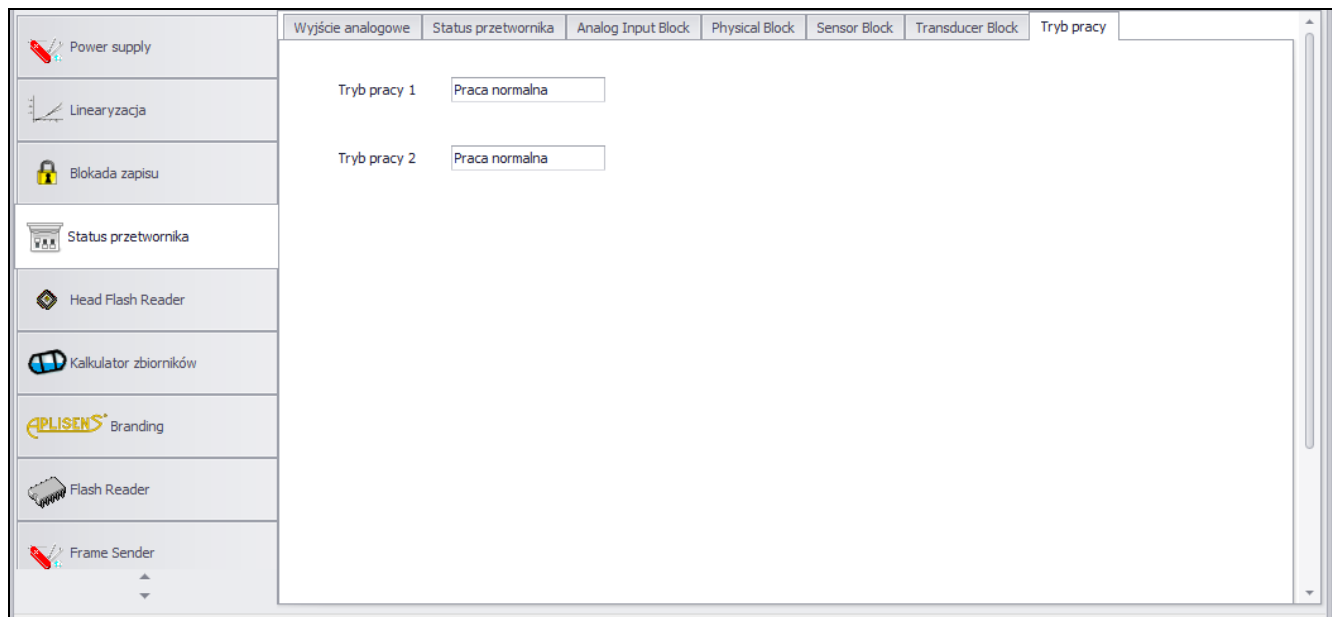 Power supply
Linearyzacja
Blokada zapisu
Status przetwornika
Head Flash Reader
Kalkulator zbiorników
APLISENS Branding
Flash Reader
Frame Sender
Wyjście analogowe Status przetwornika Analog Input Block Physical Block Sensor Block Transducer Block Tryb pracy
Tryb pracy 1 Praca normalna
Tryb pracy 2 Praca normalna